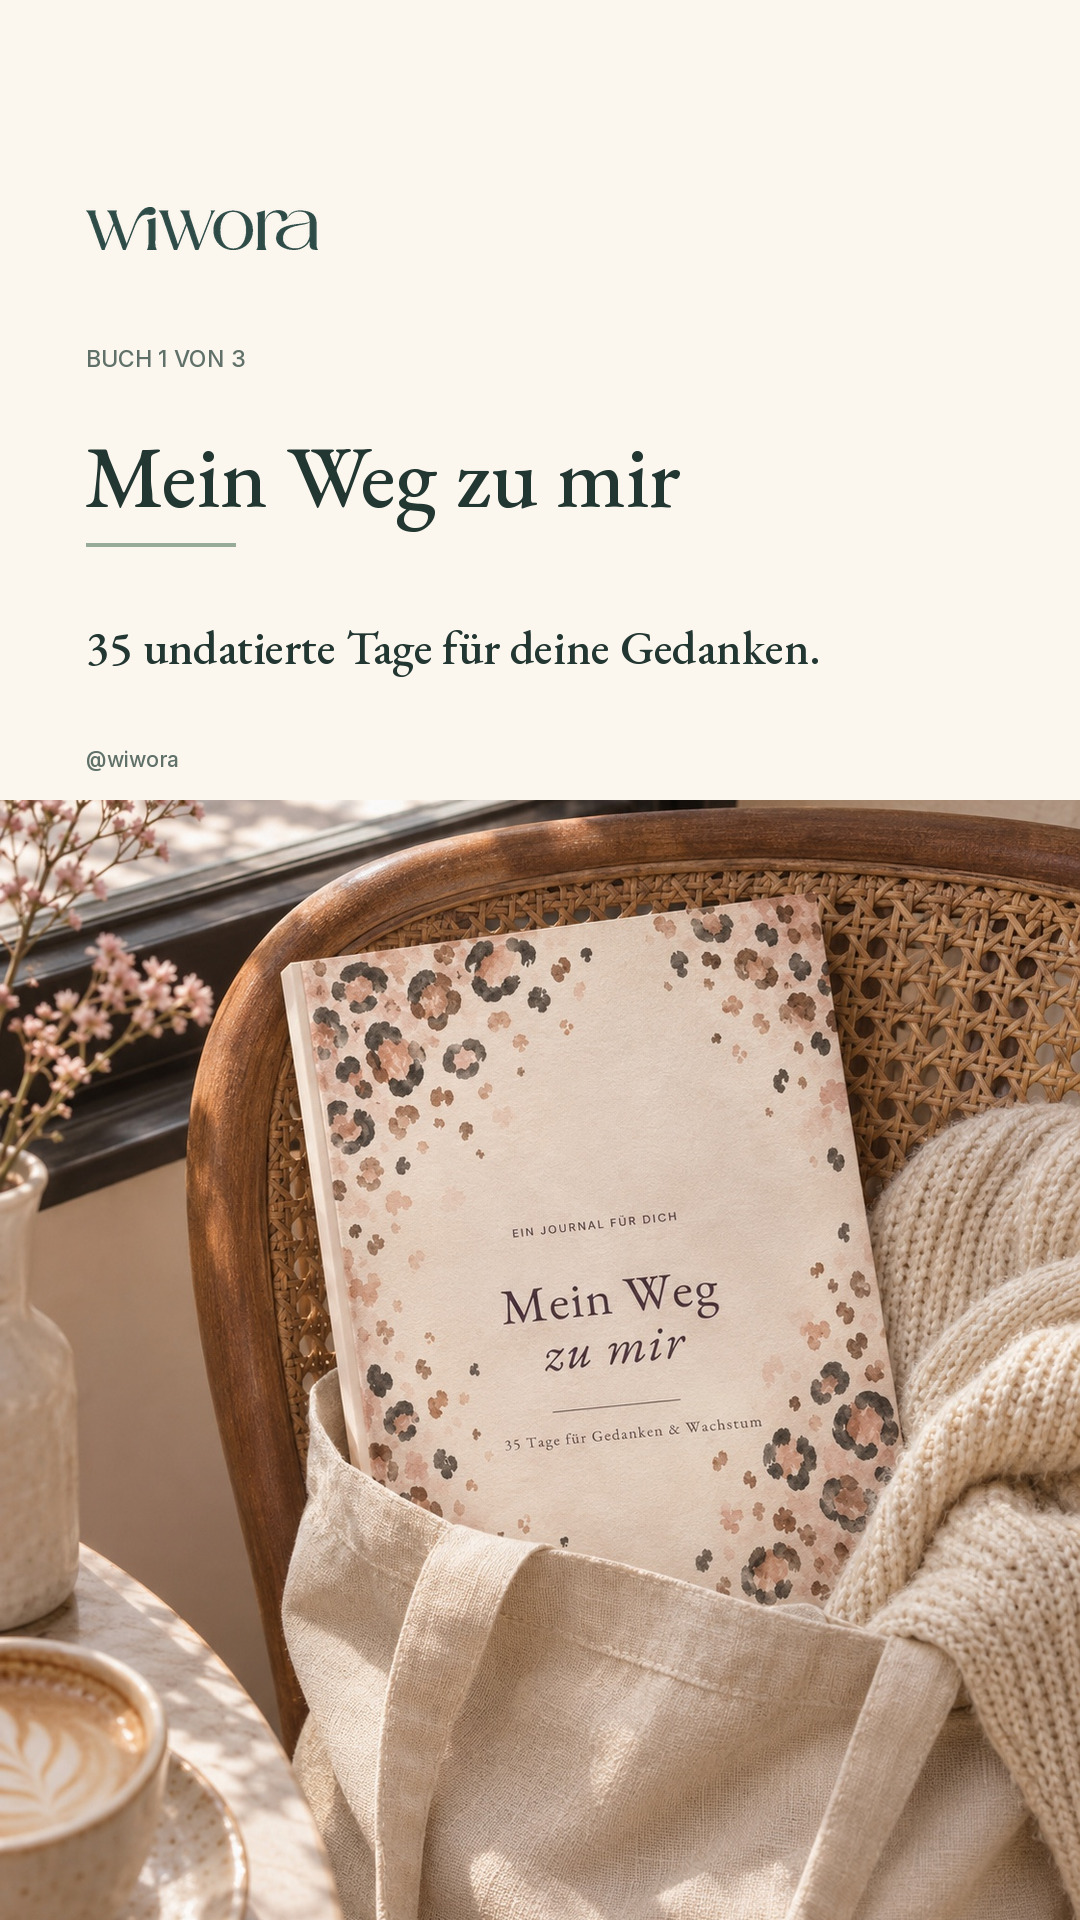 wiwora
BUCH 1 VON 3
Mein Weg zu mir
35 undatierte Tage für deine Gedanken.
@wiwora
EIN JOURNAL FÜR DICH
Mein Weg
zu mir
35 Tage für Gedanken & Wachstum